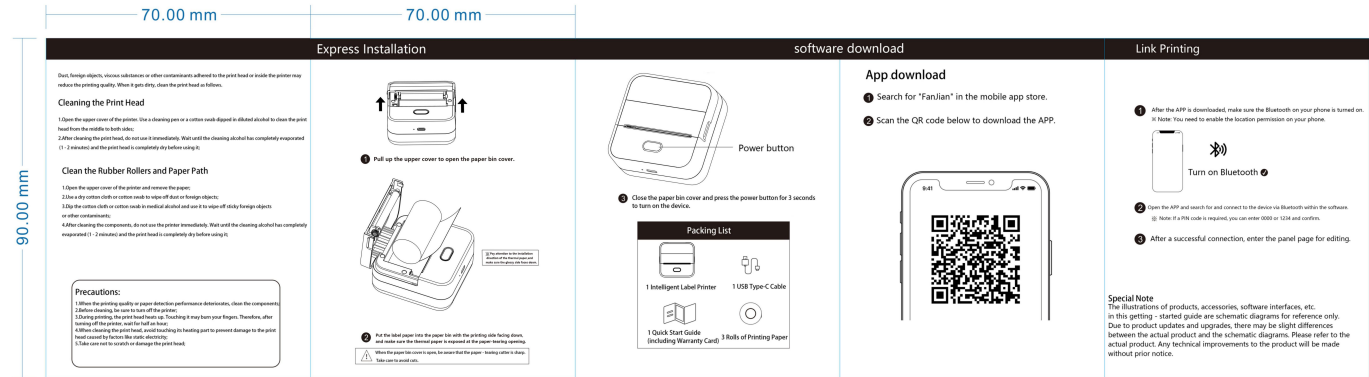 70.00 mm
70.00 mm
90.00 mm
Express Installation
software download
Link Printing
Dust, foreign objects, viscous substances or other contaminants adhered to the print head or inside the printer may
reduce the printing quality. When it gets dirty, clean the print head as follows.
Cleaning the Print Head
1.Open the upper cover of the printer. Use a cleaning pen or a cotton swab dipped in diluted alcohol to clean the print
head from the middle to both sides;
2.After cleaning the print head, do not use it immediately. Wait until the cleaning alcohol has completely evaporated
(1 - 2 minutes) and the print head is completely dry before using it;
Clean the Rubber Rollers and Paper Path
1.Open the upper cover of the printer and remove the paper;
2.Use a dry cotton cloth or cotton swab to wipe off dust or foreign objects;
3.Dip the cotton cloth or cotton swab in medical alcohol and use it to wipe off sticky foreign objects
or other contaminants;
4.After cleaning the components, do not use the printer immediately. Wait until the cleaning alcohol has completely
evaporated (1 - 2 minutes) and the print head is completely dry before using it;
Precautions:
1.When the printing quality or paper detection performance deteriorates, clean the components;
2.Before cleaning, be sure to turn off the printer;
3.During printing, the print head heats up. Touching it may burn your fingers. Therefore, after
turning off the printer, wait for half an hour;
4.When cleaning the print head, avoid touching its heating part to prevent damage to the print
head caused by factors like static electricity;
5.Take care not to scratch or damage the print head;
1 Pull up the upper cover to open the paper bin cover.
※ Pay attention to the installation
direction of the thermal paper,and
make sure the glossy side faces down.
2 Put the label paper into the paper bin with the printing side facing down,
and make sure the thermal paper is exposed at the paper-tearing opening.
When the paper bin cover is open, be aware that the paper - tearing cutter is sharp.
Take care to avoid cuts.
Power button
3 Close the paper bin cover and press the power button for 3 seconds
to turn on the device.
Packing List
1 Intelligent Label Printer
1 USB Type-C Cable
1 Quick Start Guide
(including Warranty Card)
3 Rolls of Printing Paper
App download
1 Search for "FanJian" in the mobile app store.
2 Scan the QR code below to download the APP.
9:41
1 After the APP is downloaded, make sure the Bluetooth on your phone is turned on.
※ Note: You need to enable the location permission on your phone.
Turn on Bluetooth
2 Open the APP and search for and connect to the device via Bluetooth within the software.
※ Note: If a PIN code is required, you can enter 0000 or 1234 and confirm.
3 After a successful connection, enter the panel page for editing.
Special Note
The illustrations of products, accessories, software interfaces, etc.
in this getting - started guide are schematic diagrams for reference only.
Due to product updates and upgrades, there may be slight differences
between the actual product and the schematic diagrams. Please refer to the
actual product. Any technical improvements to the product will be made
without prior notice.